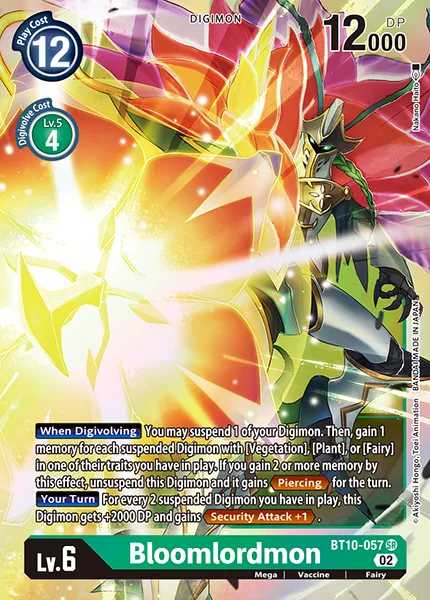 Play Cost
12
DIGIMON
12000
DP
Digivolve Cost
Lv.5
4
Nakano Haito
When Digivolving You may suspend 1 of your Digimon. Then, gain 1
memory for each suspended Digimon with [Vegetation], [Plant], or [Fairy]
in one of their traits you have in play. If you gain 2 or more memory by
this effect, unsuspend this Digimon and it gains Piercing for the turn.
Your Turn For every 2 suspended Digimon you have in play, this
Digimon gets +2000 DP and gains Security Attack +1 .
©Akiyoshi Hongo, Toei Animation BANDAI MADE IN JAPAN
Lv.6
Bloomlordmon
BT10-057 SR
02
Mega | Vaccine | Fairy